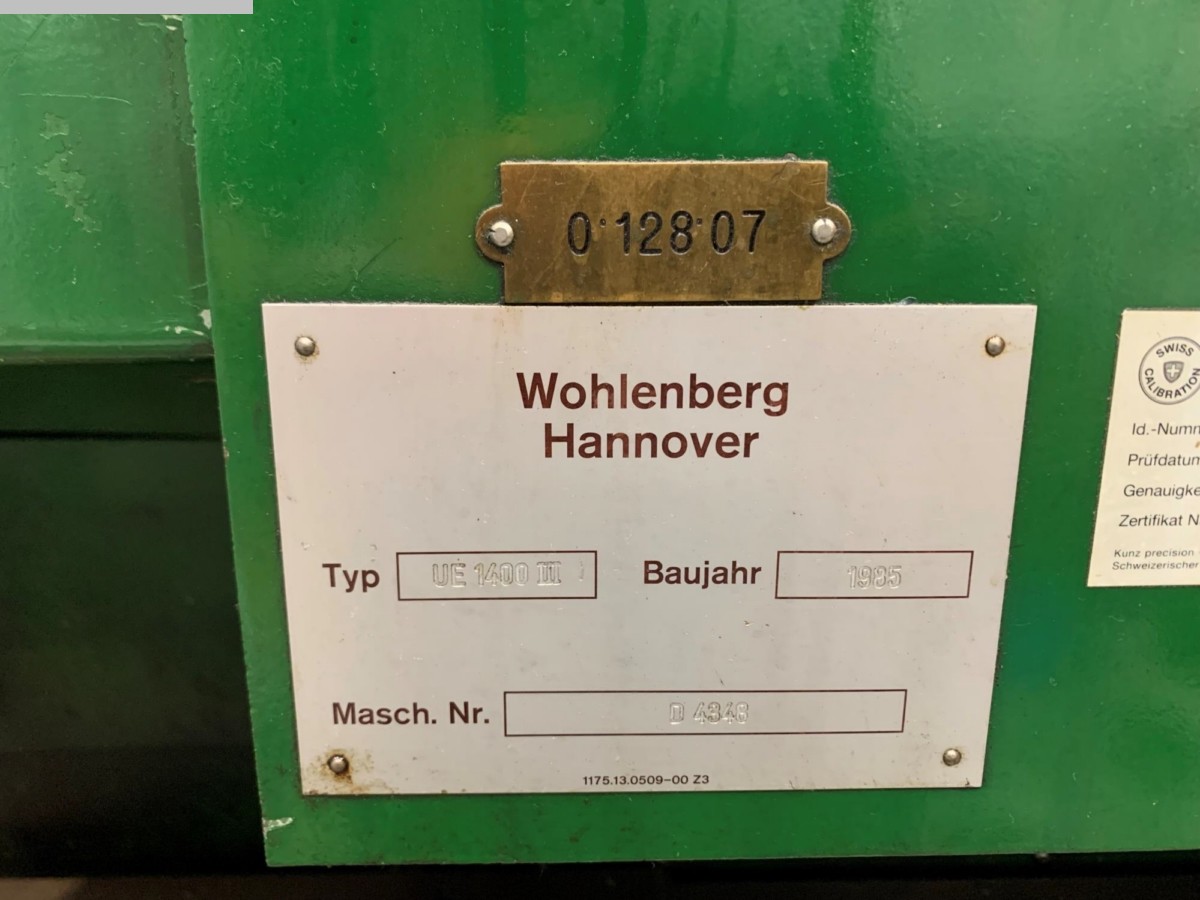 0·128·07
Wohlenberg
Hannover
Typ UE 1400 III Baujahr 1985
Masch. Nr. D 4348
1175.13.0509-00 Z3
SWISS
CALIBRATION
Id.-Numm
Prüfdatum
Genauigke
Zertifikat N
Kunz precision
Schweizerischer